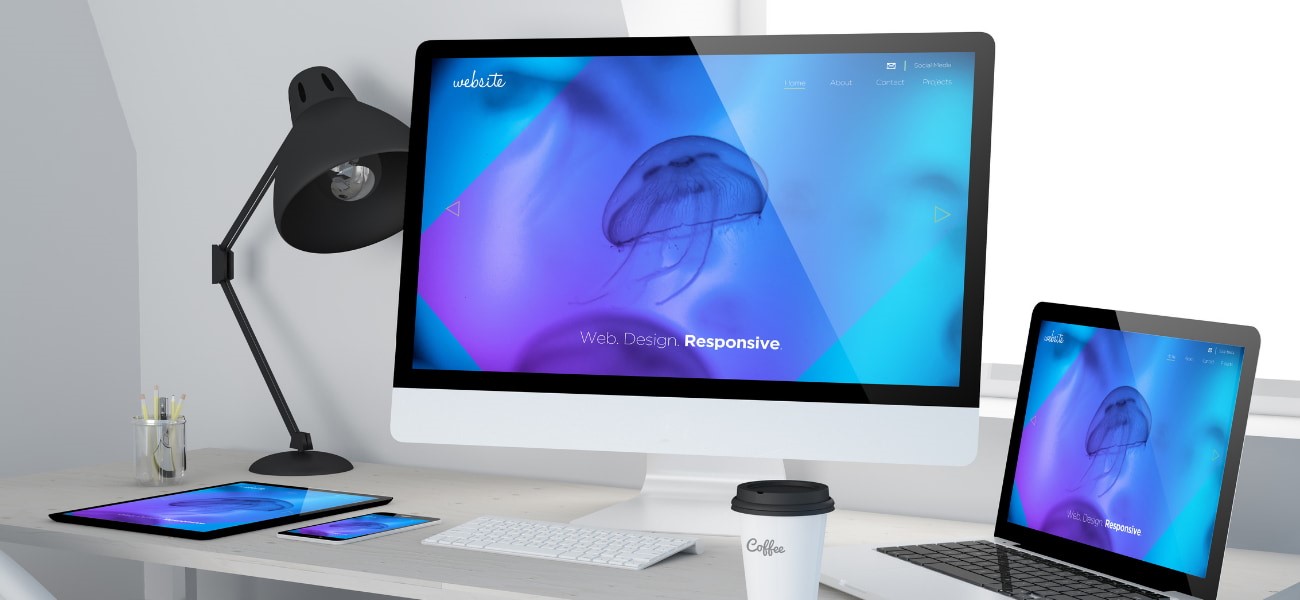 website
Social Media
Home About Contact Projects
Web. Design. Responsive.
Coffee
website
Web. Design. Responsive.